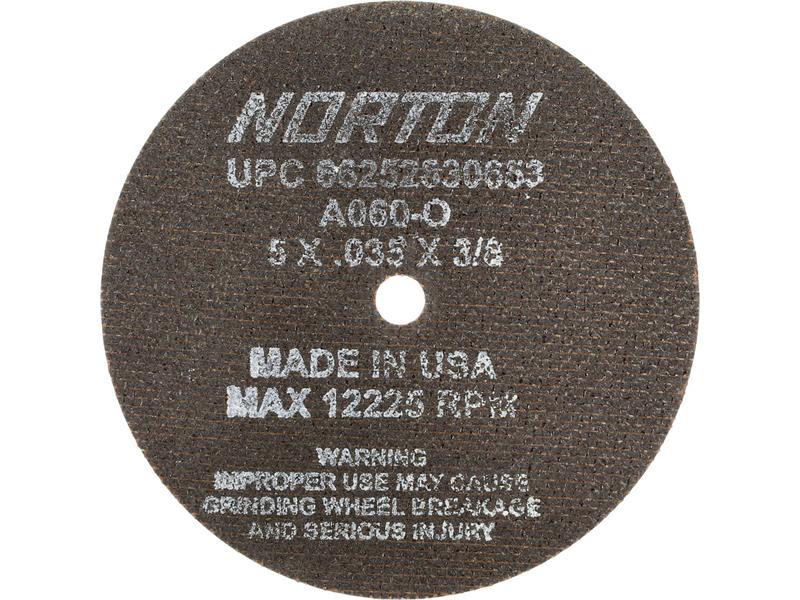 NORTON
UPC 66252830653
A060-O
5 X .035 X 3/8
MADE IN USA
MAX 12225 RPM
WARNING
IMPROPER USE MAY CAUSE
GRINDING WHEEL BREAKAGE
AND SERIOUS INJURY